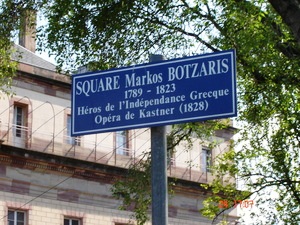 SQUARE Markos BOTZARIS
1789 - 1823
Héros de l'Indépendance Grecque
Opéra de Kastner (1828)